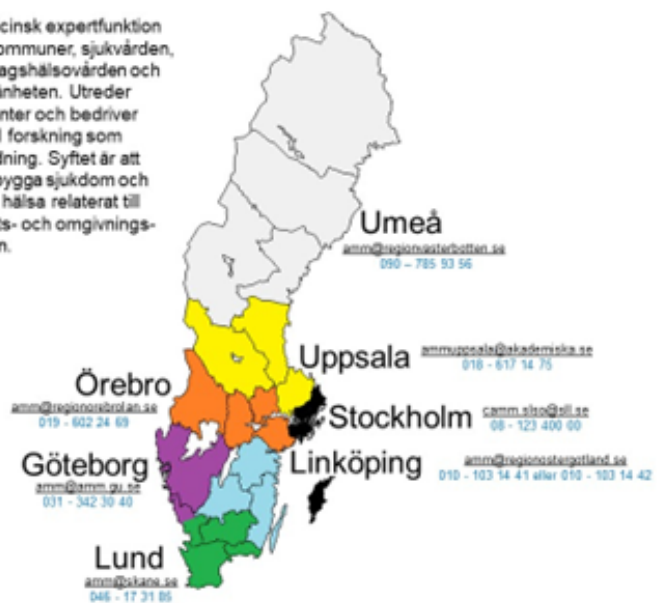 cinsk expertfunktion
ommuner, sjukvården,
agshälsovården och
änheten. Utreder
nter och bedriver
l forskning som
dning. Syftet är att
ygga sjukdom och
hälsa relaterat till
ts- och omgivnings-
n.
Umeå
amm@regionvasterbotten.se
090 – 785 93 56
Uppsala
ammuppsala@akademiska.se
018 - 617 14 75
Örebro
amm@regionorebrolan.se
019 - 602 24 69
Stockholm
camm.slso@sll.se
08 - 123 400 00
Göteborg
amm@amm.gu.se
031 - 342 30 40
Linköping
amm@regionostergotland.se
010 - 103 14 41 eller 010 - 103 14 42
Lund
amm@skane.se
046 - 17 31 85